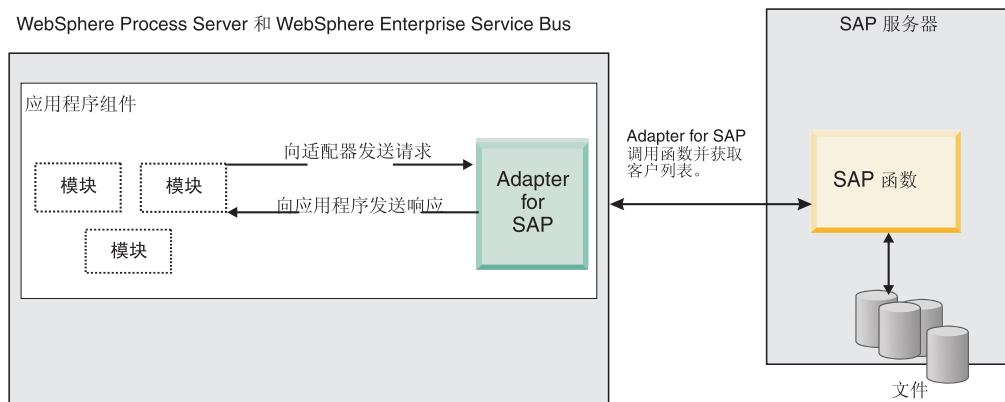 WebSphere Process Server 和 WebSphere Enterprise Service Bus
应用程序组件
模块
模块
模块
向适配器发送请求
向应用程序发送响应
Adapter
for
SAP
Adapter for SAP
调用函数并获取
客户列表。
SAP 服务器
SAP 函数
文件